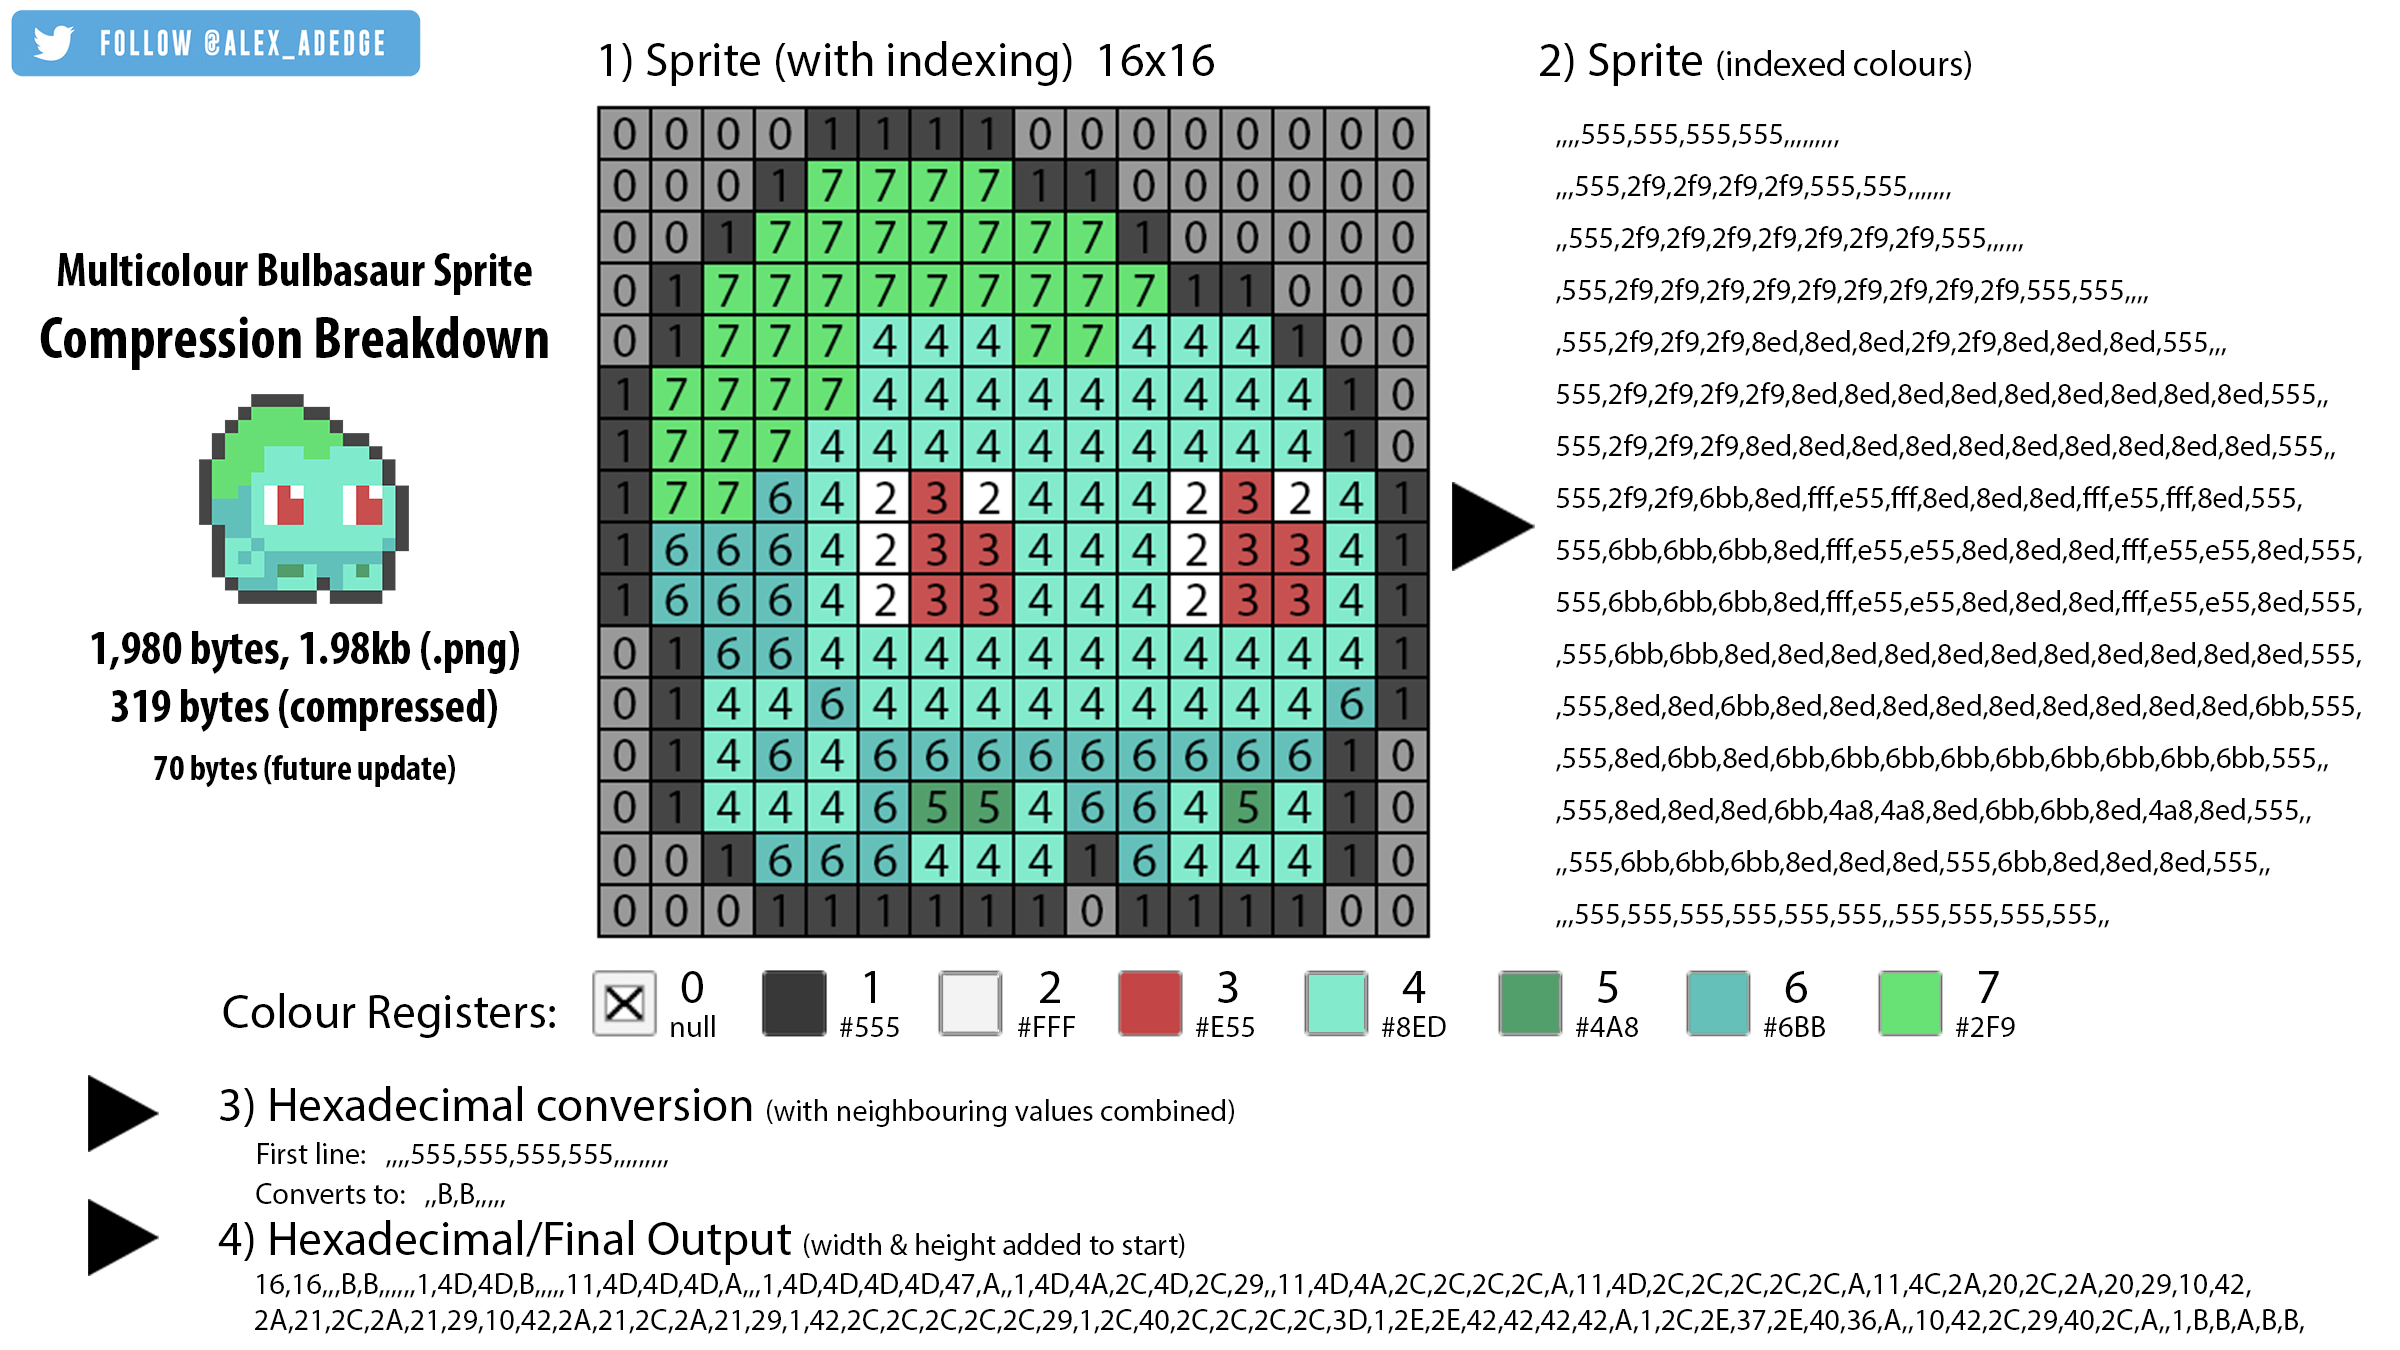 FOLLOW @ALEX_ADEDGE
Multicolour Bulbasaur Sprite
Compression Breakdown
1,980 bytes, 1.98kb (.png)
319 bytes (compressed)
70 bytes (future update)
1) Sprite (with indexing) 16x16
0 0 0 0 1 1 1 1 0 0 0 0 0 0 0 0
0 0 0 1 7 7 7 7 1 1 0 0 0 0 0 0
0 0 1 7 7 7 7 7 7 7 1 0 0 0 0 0
0 1 7 7 7 7 7 7 7 7 7 1 1 0 0 0
0 1 7 7 7 4 4 4 7 7 4 4 4 1 0 0
1 7 7 7 7 4 4 4 4 4 4 4 4 4 1 0
1 7 7 7 4 4 4 4 4 4 4 4 4 4 1 0
1 7 7 6 4 2 3 2 4 4 4 2 3 2 4 1
1 6 6 6 4 2 3 3 4 4 4 2 3 3 4 1
1 6 6 6 4 2 3 3 4 4 4 2 3 3 4 1
0 1 6 6 4 4 4 4 4 4 4 4 4 4 4 1
0 1 4 4 6 4 4 4 4 4 4 4 4 4 6 1
0 1 4 6 4 6 6 6 6 6 6 6 6 6 1 0
0 1 4 4 4 6 5 5 4 6 6 4 5 4 1 0
0 0 1 6 6 6 4 4 4 1 6 4 4 4 1 0
0 0 0 1 1 1 1 1 1 0 1 1 1 1 0 0
2) Sprite (indexed colours)
,,,,555,555,555,555,,,,,,,,,
,,,555,2f9,2f9,2f9,2f9,555,555,,,,,,,
,,555,2f9,2f9,2f9,2f9,2f9,2f9,2f9,555,,,,,,
,555,2f9,2f9,2f9,2f9,2f9,2f9,2f9,2f9,2f9,555,555,,,,
,555,2f9,2f9,2f9,8ed,8ed,8ed,2f9,2f9,8ed,8ed,8ed,555,,,
555,2f9,2f9,2f9,2f9,8ed,8ed,8ed,8ed,8ed,8ed,8ed,8ed,8ed,555,,
555,2f9,2f9,2f9,8ed,8ed,8ed,8ed,8ed,8ed,8ed,8ed,8ed,8ed,555,,
555,2f9,2f9,6bb,8ed,fff,e55,fff,8ed,8ed,8ed,fff,e55,fff,8ed,555,
555,6bb,6bb,6bb,8ed,fff,e55,e55,8ed,8ed,8ed,fff,e55,e55,8ed,555,
555,6bb,6bb,6bb,8ed,fff,e55,e55,8ed,8ed,8ed,fff,e55,e55,8ed,555,
,555,6bb,6bb,8ed,8ed,8ed,8ed,8ed,8ed,8ed,8ed,8ed,8ed,8ed,555,
,555,8ed,8ed,6bb,8ed,8ed,8ed,8ed,8ed,8ed,8ed,8ed,8ed,6bb,555,
,555,8ed,6bb,8ed,6bb,6bb,6bb,6bb,6bb,6bb,6bb,6bb,6bb,555,,
,555,8ed,8ed,8ed,6bb,4a8,4a8,8ed,6bb,6bb,8ed,4a8,8ed,555,,
,,555,6bb,6bb,6bb,8ed,8ed,8ed,555,6bb,8ed,8ed,8ed,555,,
,,,555,555,555,555,555,555,,555,555,555,555,,
Colour Registers:
0 1 2 3 4 5 6 7
null #555 #FFF #E55 #8ED #4A8 #6BB #2F9
3) Hexadecimal conversion (with neighbouring values combined)
First line: ,,,,555,555,555,555,,,,,,,,,
Converts to: ,,B,B,,,,,
4) Hexadecimal/Final Output (width & height added to start)
16,16,,,B,B,,,,,,1,4D,4D,B,,,,,11,4D,4D,4D,A,,,1,4D,4D,4D,4D,47,A,,1,4D,4A,2C,4D,2C,29,,11,4D,4A,2C,2C,2C,2C,A,11,4D,2C,2C,2C,2C,2C,A,11,4C,2A,20,2C,2A,20,29,10,42,
2A,21,2C,2A,21,29,10,42,2A,21,2C,2A,21,29,1,42,2C,2C,2C,2C,2C,29,1,2C,40,2C,2C,2C,2C,3D,1,2E,2E,42,42,42,42,A,1,2C,2E,37,2E,40,36,A,,10,42,2C,29,40,2C,A,,1,B,B,A,B,B,